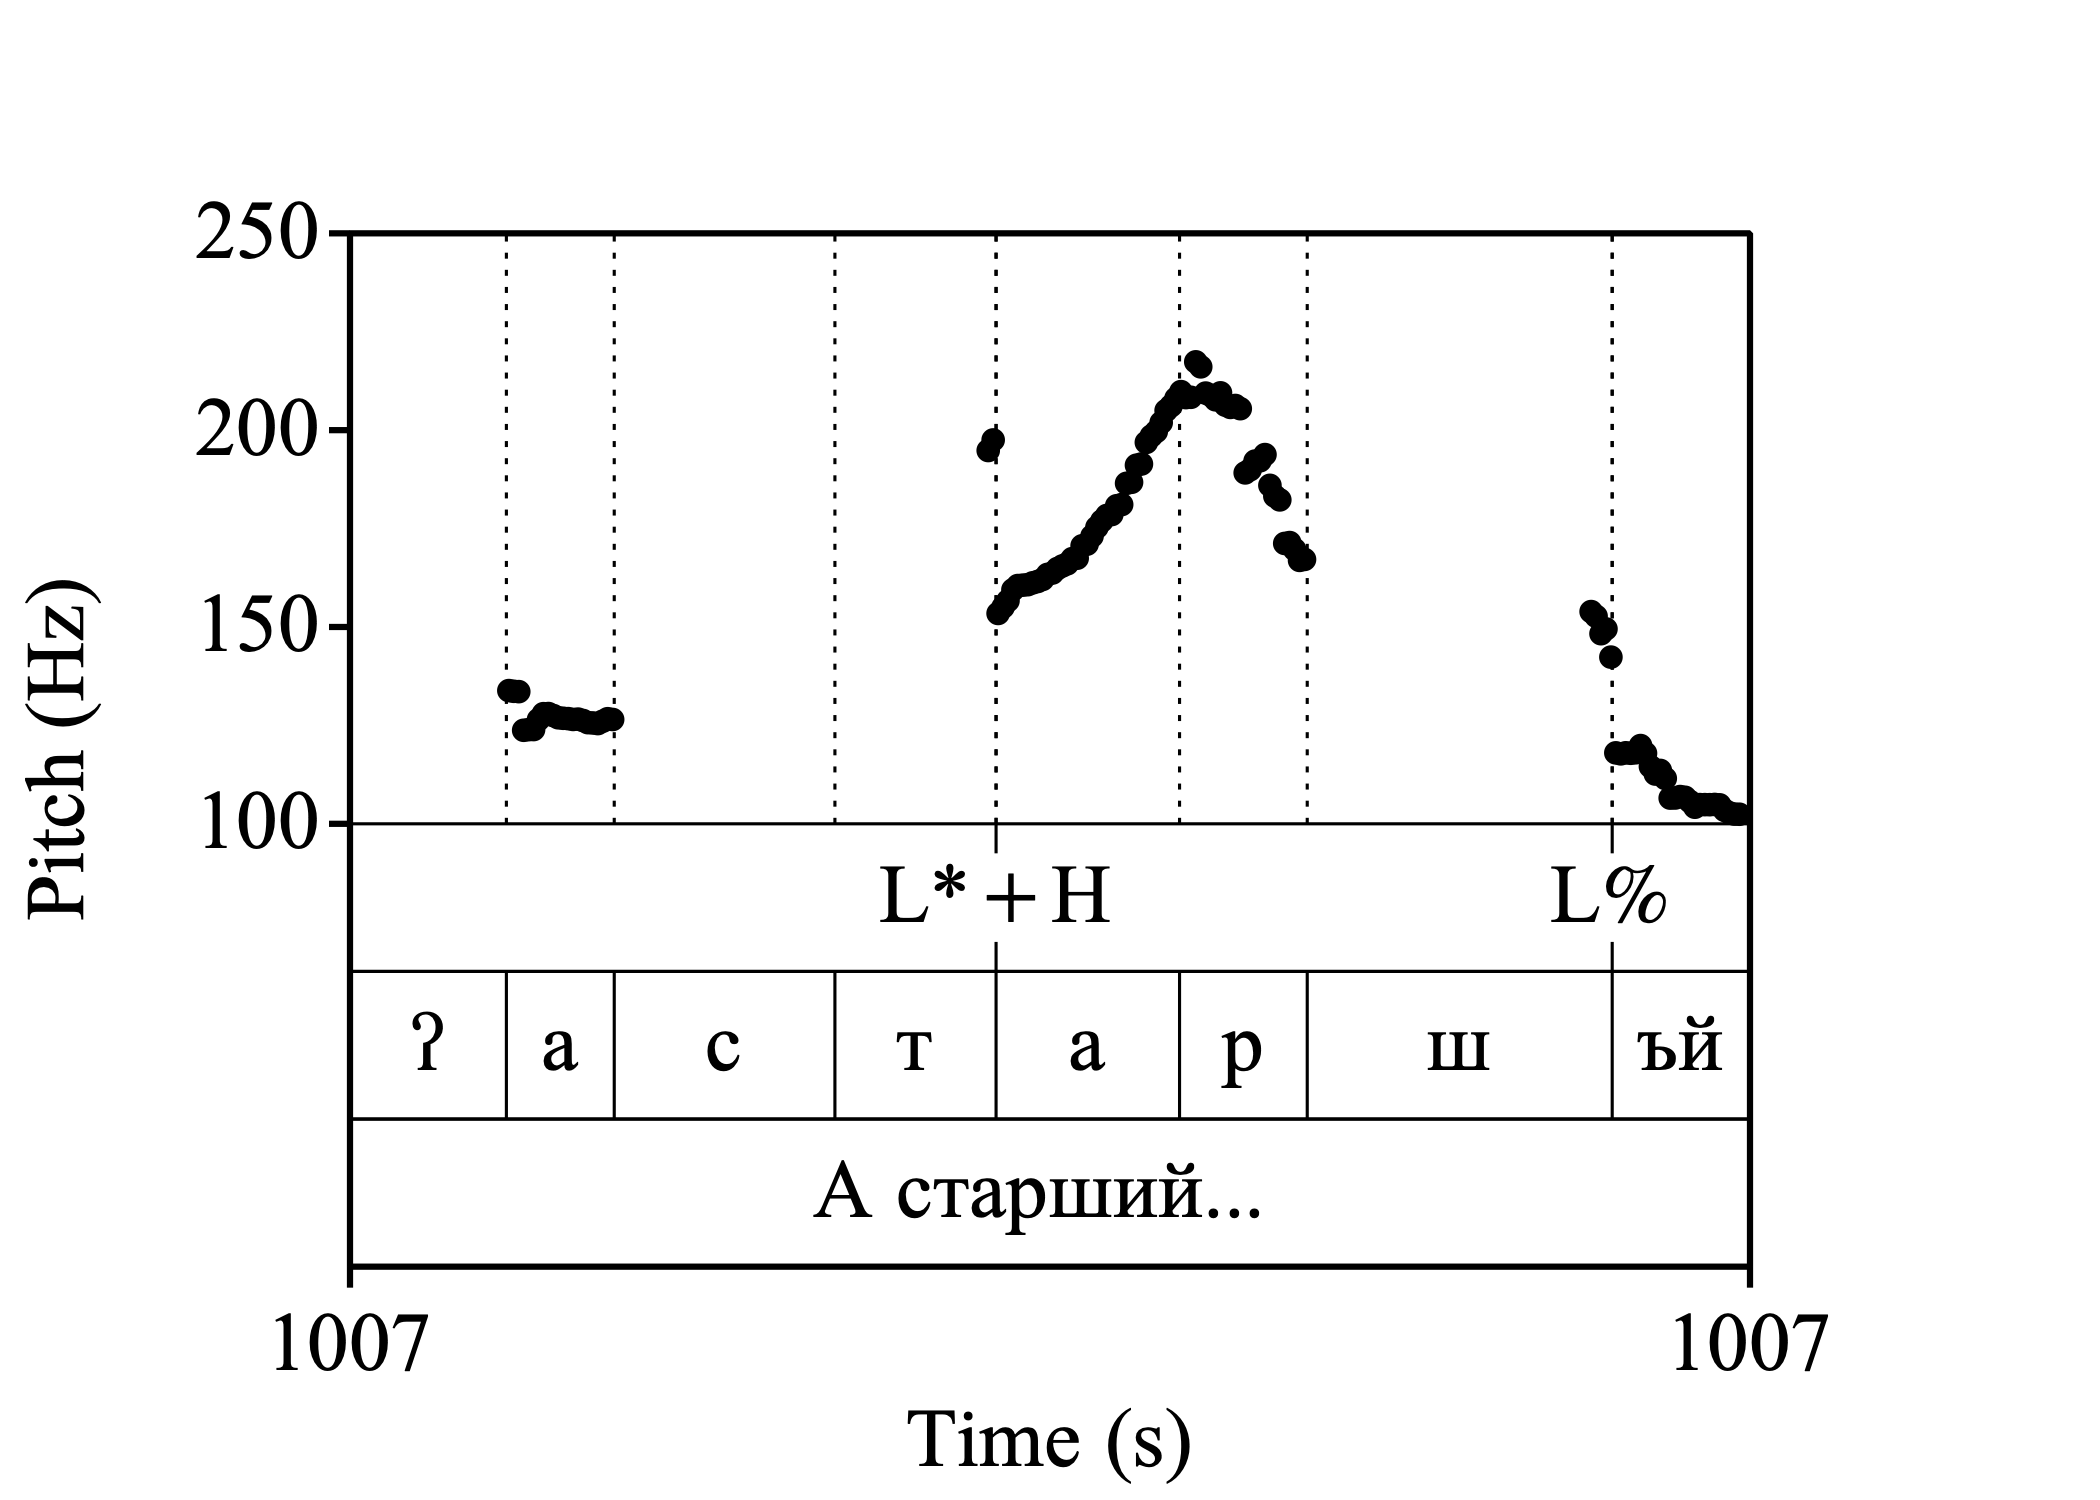 250
200
150
100
Pitch (Hz)
L*+H L%
ʔ а с т а р ш ъй
А старший...
1007 1007
Time (s)